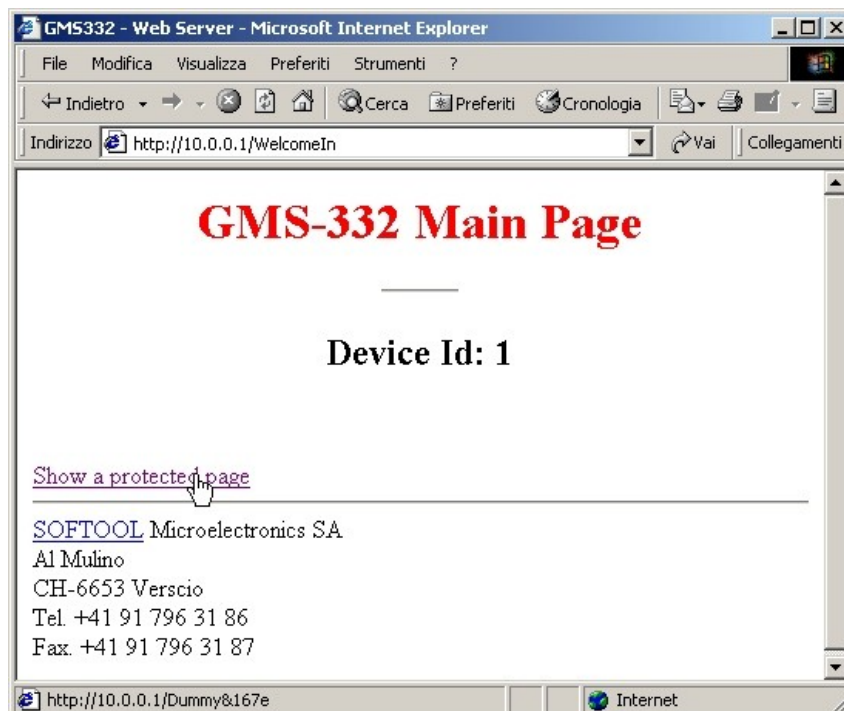 GMS332 - Web Server - Microsoft Internet Explorer
File Modifica Visualizza Preferiti Strumenti ?
Indietro Cerca Preferiti Cronologia
Indirizzo http://10.0.0.1/WelcomeIn Vai Collegamenti
GMS-332 Main Page
Device Id: 1
Show a protected page
SOFTOOL Microelectronics SA
Al Mulino
CH-6653 Verscio
Tel. +41 91 796 31 86
Fax. +41 91 796 31 87
http://10.0.0.1/Dummy&167e Internet